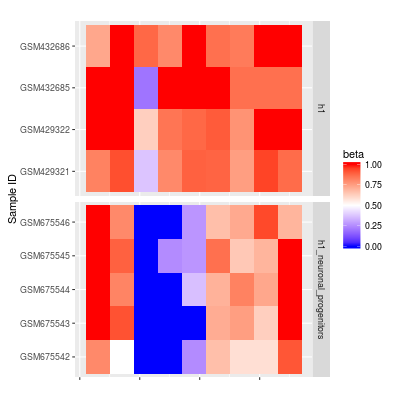 GSM432686
GSM432685
GSM429322
GSM429321
h1
GSM675546
GSM675545
GSM675544
GSM675543
GSM675542
h1_neuronal_progenitors
Sample ID
beta
1.00
0.75
0.50
0.25
0.00